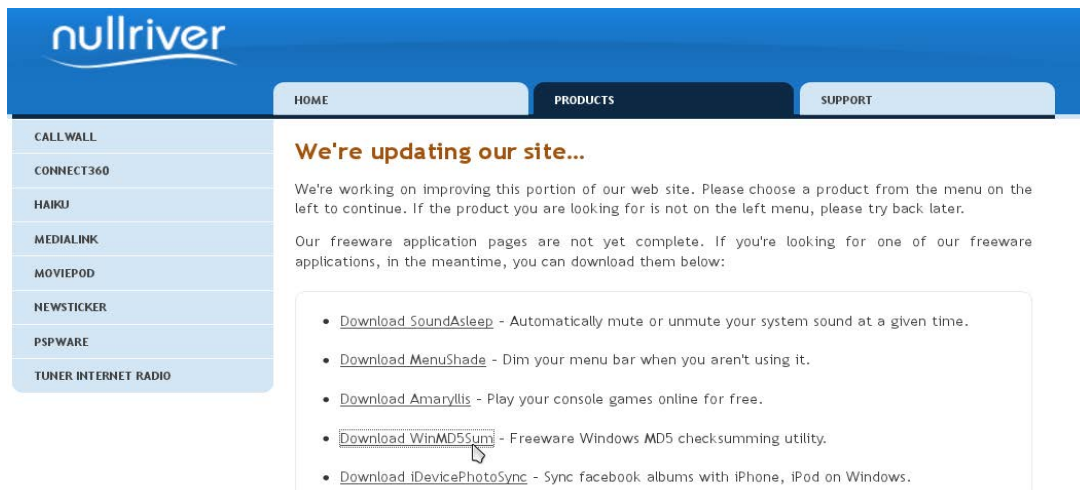 nullriver
HOME
PRODUCTS
SUPPORT
CALLWALL
CONNECT360
HAIKU
MEDIALINK
MOVIEPOD
NEWSTICKER
PSPWARE
TUNER INTERNET RADIO
We're updating our site...
We're working on improving this portion of our web site. Please choose a product from the menu on the
left to continue. If the product you are looking for is not on the left menu, please try back later.
Our freeware application pages are not yet complete. If you're looking for one of our freeware
applications, in the meantime, you can download them below:
• Download SoundAsleep - Automatically mute or unmute your system sound at a given time.
• Download MenuShade - Dim your menu bar when you aren't using it.
• Download Amaryllis - Play your console games online for free.
• Download WinMD5Sum - Freeware Windows MD5 checksumming utility.
• Download iDevicePhotoSync - Sync facebook albums with iPhone, iPod on Windows.